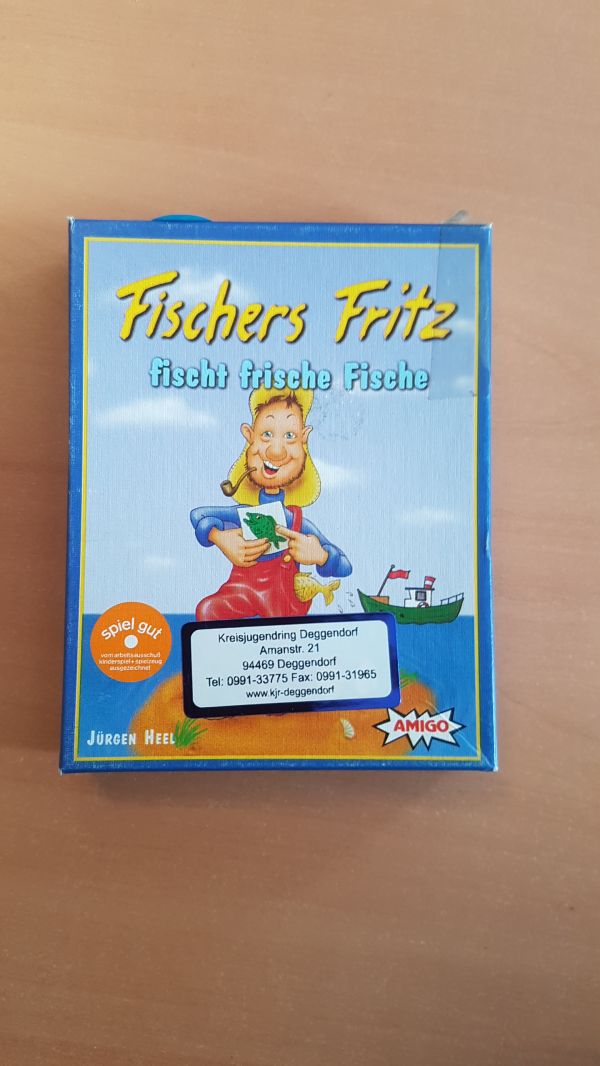 Fischers Fritz
fischt frische Fische
spiel gut
vom arbeitsausschuß
kinderspiel+spielzeug
ausgezeichnet
Kreisjugendring Deggendorf
Amanstr. 21
94469 Deggendorf
Tel: 0991-33775 Fax: 0991-31965
www.kjr-deggendorf
JÜRGEN HEEL
AMIGO